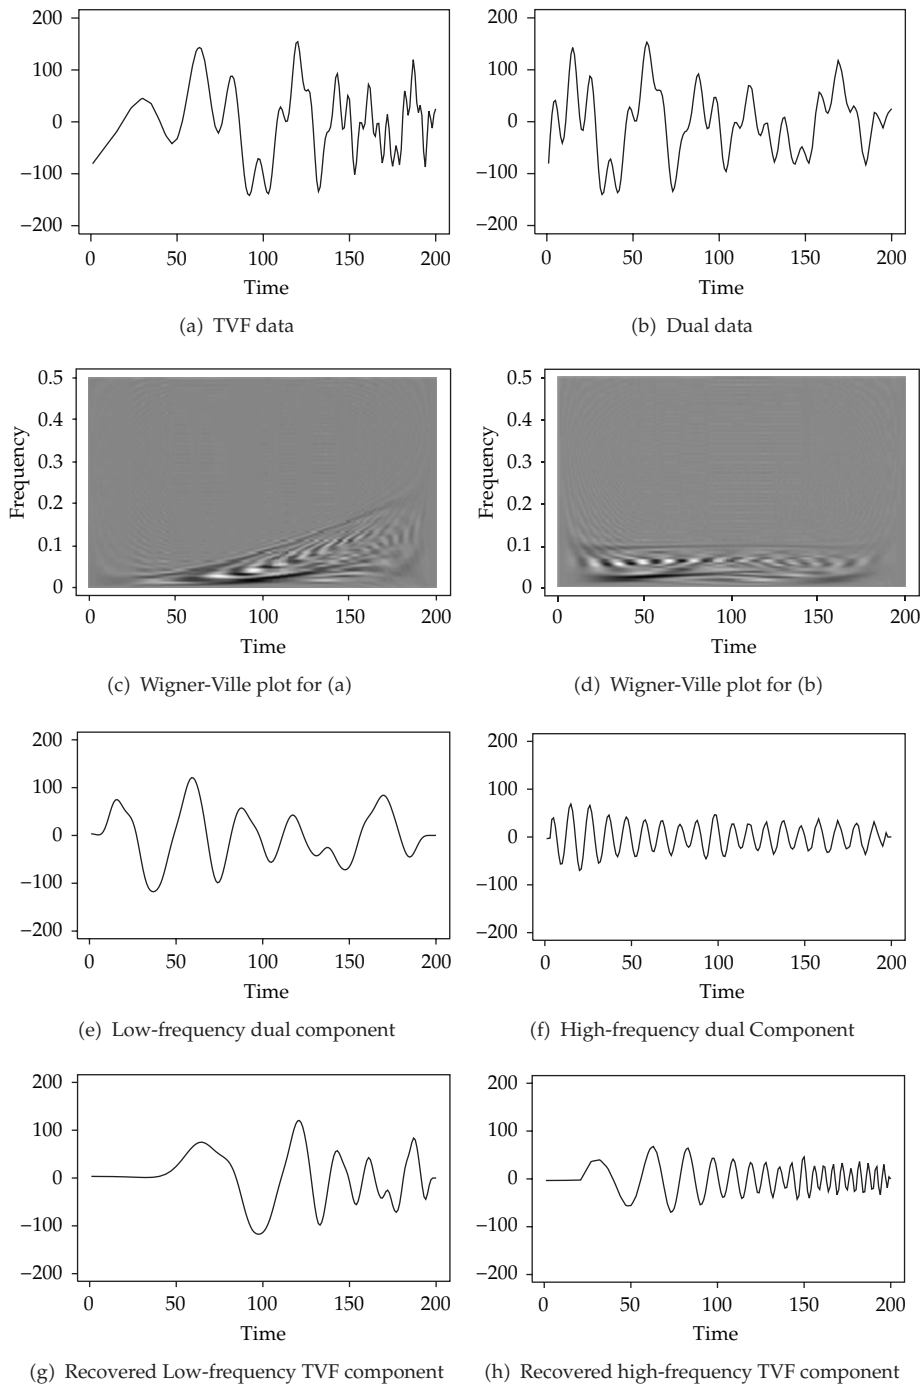 200
100
0
−100
−200
0 50 100 150 200
Time
(a) TVF data
200
100
0
−100
−200
0 50 100 150 200
Time
(b) Dual data
0.5
0.4
0.3
0.2
0.1
0
Frequency
0 50 100 150 200
Time
(c) Wigner-Ville plot for (a)
0.5
0.4
0.3
0.2
0.1
0
Frequency
0 50 100 150 200
Time
(d) Wigner-Ville plot for (b)
200
100
0
−100
−200
0 50 100 150 200
Time
(e) Low-frequency dual component
200
100
0
−100
−200
0 50 100 150 200
Time
(f) High-frequency dual Component
200
100
0
−100
−200
0 50 100 150 200
Time
(g) Recovered Low-frequency TVF component
200
100
0
−100
−200
0 50 100 150 200
Time
(h) Recovered high-frequency TVF component